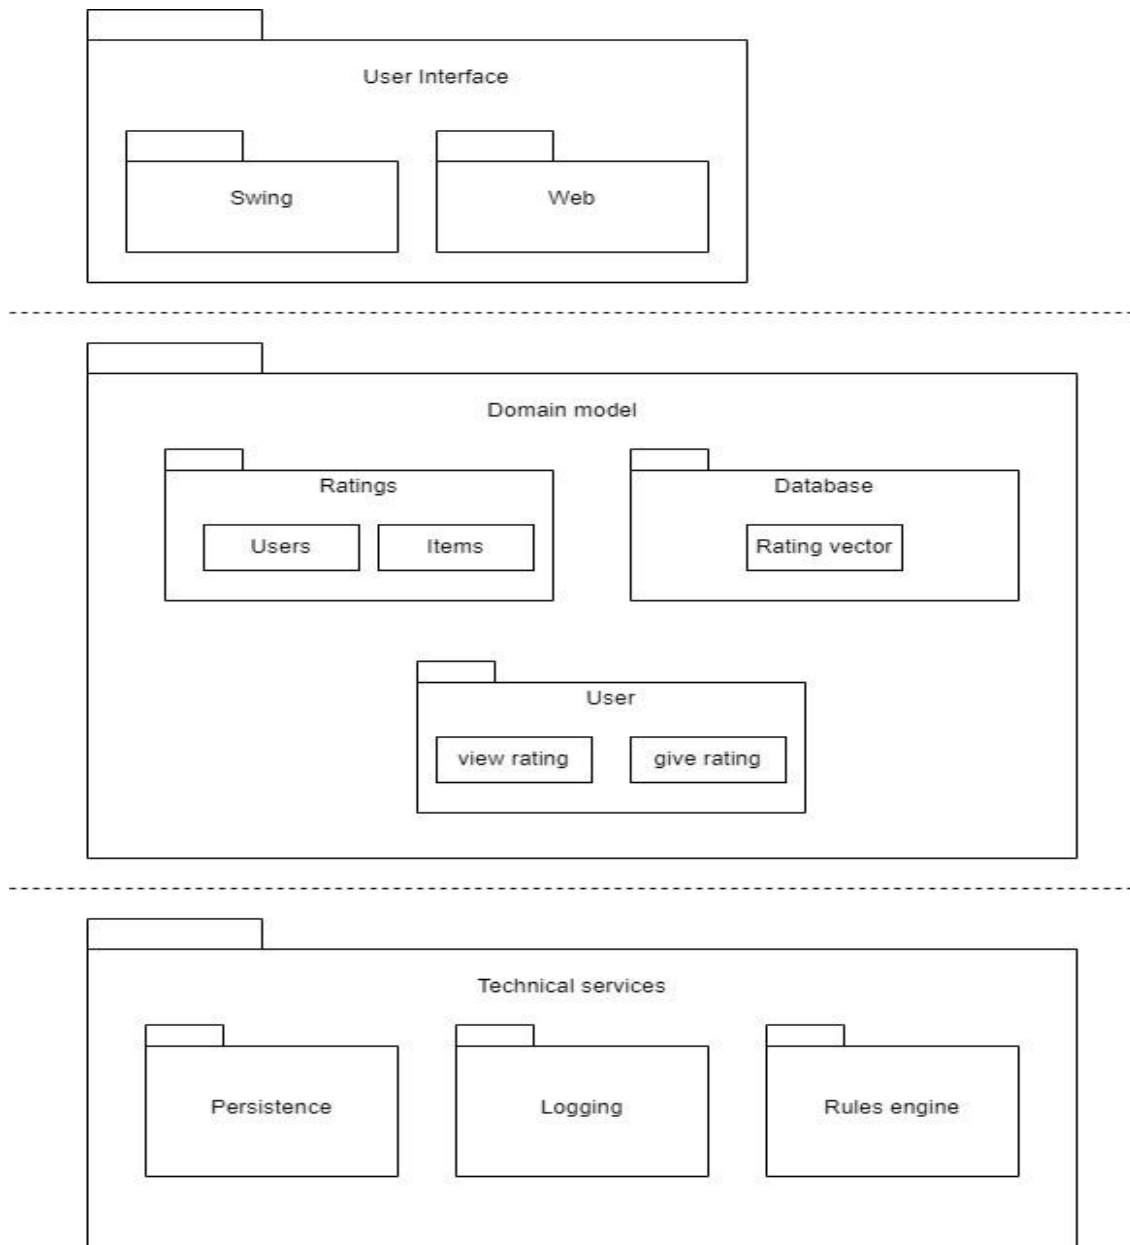 User Interface
Swing
Web
Domain model
Ratings
Users
Items
Database
Rating vector
User
view rating
give rating
Technical services
Persistence
Logging
Rules engine